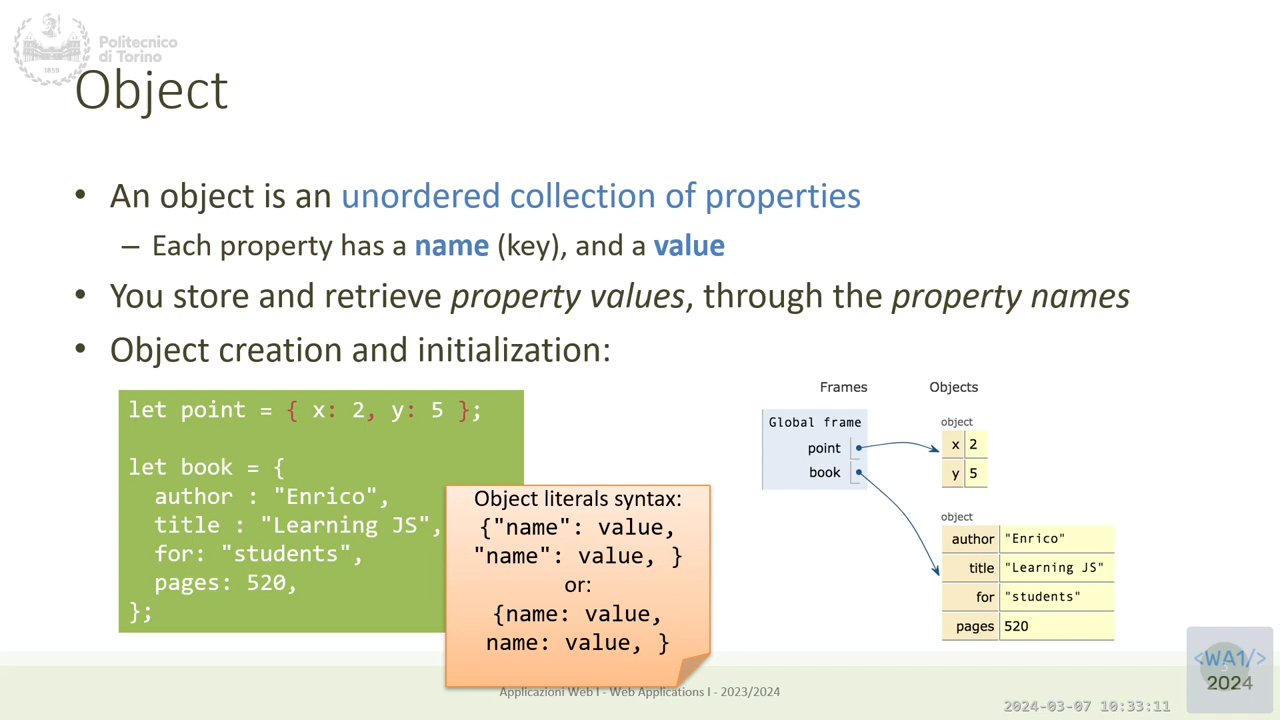 Politecnico
di Torino
1859
Object
• An object is an unordered collection of properties
– Each property has a name (key), and a value
• You store and retrieve property values, through the property names
• Object creation and initialization:
let point = { x: 2, y: 5 };
let book = {
author : "Enrico",
title : "Learning JS",
for: "students",
pages: 520,
};
Object literals syntax:
{"name": value,
"name": value, }
or:
{name: value,
name: value, }
Frames
Objects
Global frame
point
book
object
x 2
y 5
object
author "Enrico"
title "Learning JS"
for "students"
pages 520
Applicazioni Web I - Web Applications I - 2023/2024
<WA1/>
2024
2024-03-07 10:33:11